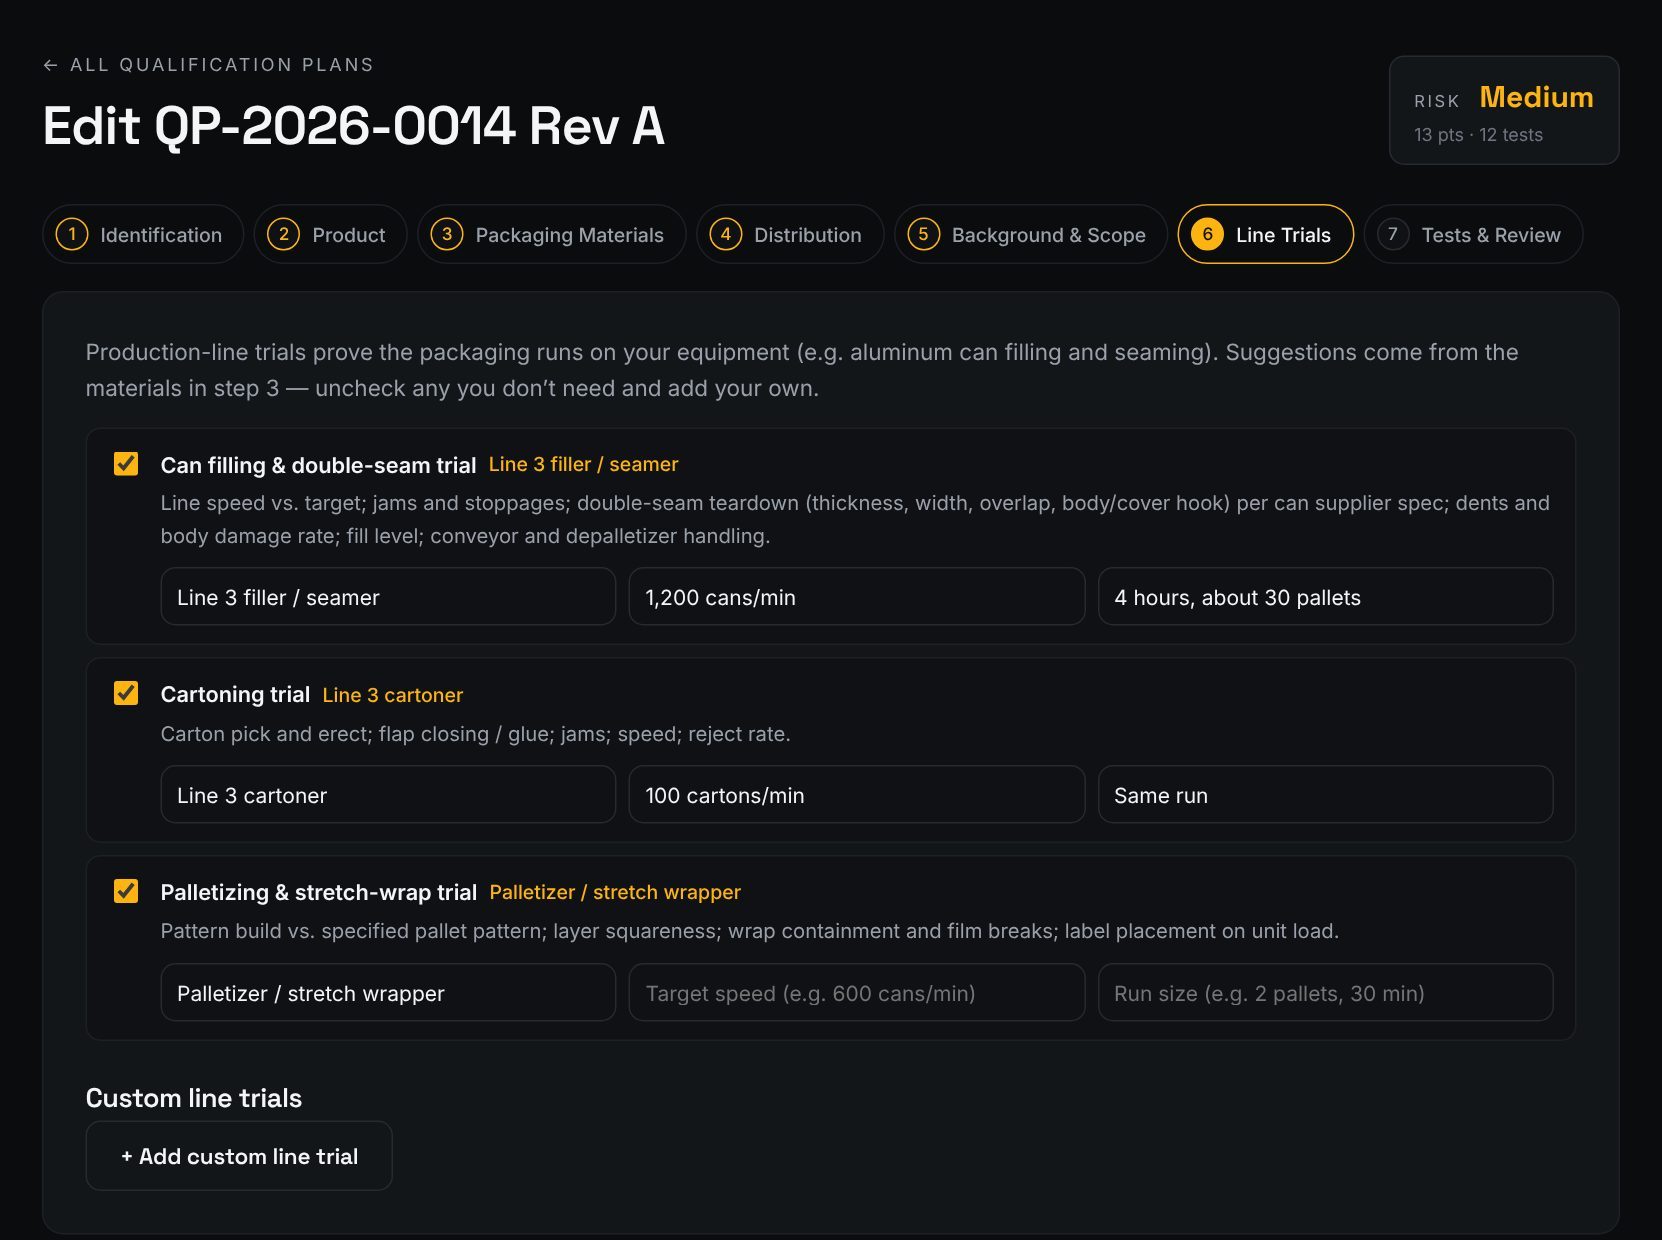 ← ALL QUALIFICATION PLANS
Edit QP-2026-0014 Rev A
RISK Medium
13 pts · 12 tests
1 Identification
2 Product
3 Packaging Materials
4 Distribution
5 Background & Scope
6 Line Trials
7 Tests & Review
Production-line trials prove the packaging runs on your equipment (e.g. aluminum can filling and seaming). Suggestions come from the
materials in step 3 — uncheck any you don’t need and add your own.
Can filling & double-seam trial Line 3 filler / seamer
Line speed vs. target; jams and stoppages; double-seam teardown (thickness, width, overlap, body/cover hook) per can supplier spec; dents and
body damage rate; fill level; conveyor and depalletizer handling.
Line 3 filler / seamer
1,200 cans/min
4 hours, about 30 pallets
Cartoning trial Line 3 cartoner
Carton pick and erect; flap closing / glue; jams; speed; reject rate.
Line 3 cartoner
100 cartons/min
Same run
Palletizing & stretch-wrap trial Palletizer / stretch wrapper
Pattern build vs. specified pallet pattern; layer squareness; wrap containment and film breaks; label placement on unit load.
Palletizer / stretch wrapper
Target speed (e.g. 600 cans/min)
Run size (e.g. 2 pallets, 30 min)
Custom line trials
+ Add custom line trial